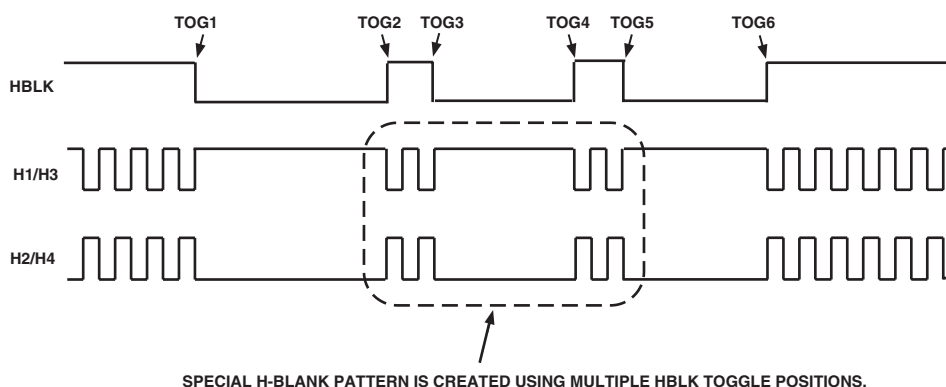 TOG1 TOG2 TOG3 TOG4 TOG5 TOG6
HBLK
H1/H3
H2/H4
SPECIAL H-BLANK PATTERN IS CREATED USING MULTIPLE HBLK TOGGLE POSITIONS.